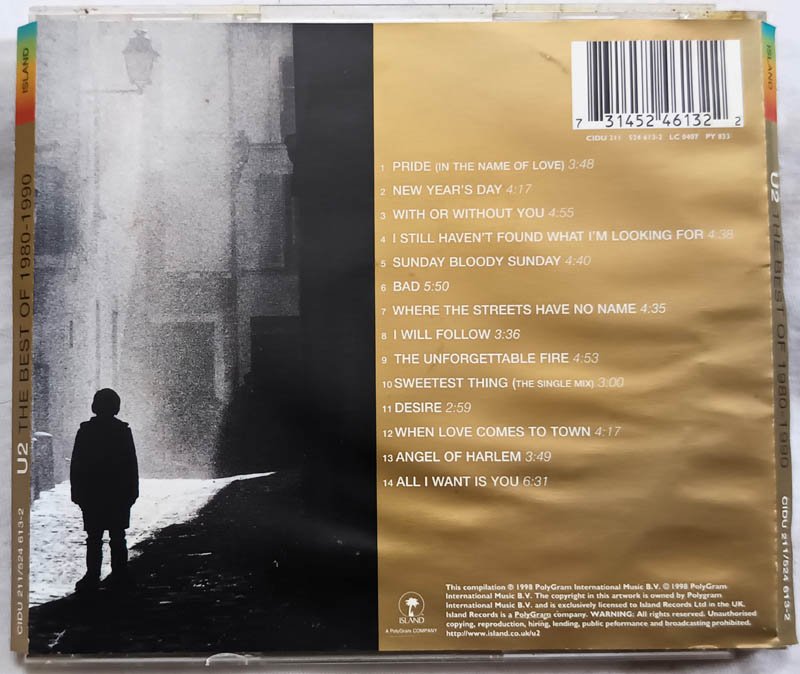 ISLAND
U2 THE BEST OF 1980-1990
CIDU 211/524 613-2
7 31452 46132 2
CIDU 211 524 613-2 LC 0407 PY 833
1 PRIDE (IN THE NAME OF LOVE) 3:48
2 NEW YEAR'S DAY 4:17
3 WITH OR WITHOUT YOU 4:55
4 I STILL HAVEN'T FOUND WHAT I'M LOOKING FOR 4:38
5 SUNDAY BLOODY SUNDAY 4:40
6 BAD 5:50
7 WHERE THE STREETS HAVE NO NAME 4:35
8 I WILL FOLLOW 3:36
9 THE UNFORGETTABLE FIRE 4:53
10 SWEETEST THING (THE SINGLE MIX) 3:00
11 DESIRE 2:59
12 WHEN LOVE COMES TO TOWN 4:17
13 ANGEL OF HARLEM 3:49
14 ALL I WANT IS YOU 6:31
ISLAND
A PolyGram COMPANY
This compilation ℗ 1998 PolyGram International Music B.V. © 1998 PolyGram
International Music B.V. The copyright in this artwork is owned by Polygram
International Music B.V. and is exclusively licensed to Island Records Ltd in the UK.
Island Records is a PolyGram company. WARNING: All rights reserved. Unauthorised
copying, reproduction, hiring, lending, public peformance and broadcasting prohibited.
http://www.island.co.uk/u2
ISLAND
U2 THE BEST OF 1980-1990
CIDU 211/524 613-2